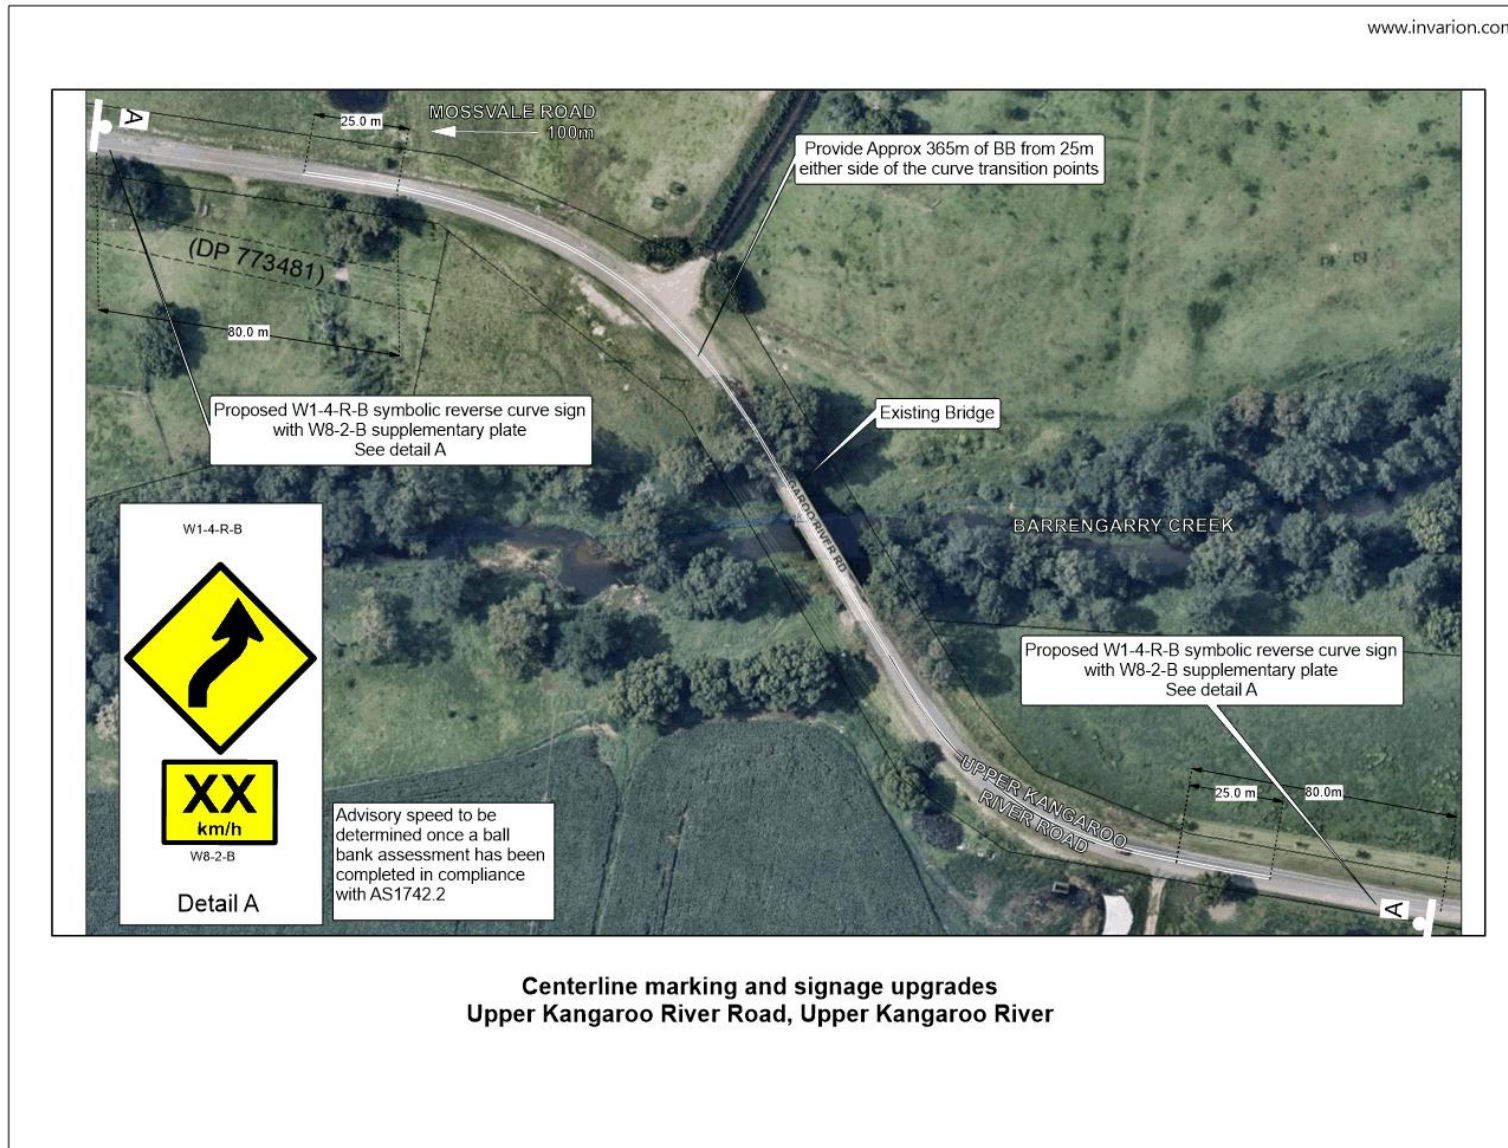 www.invarion.com
A
25.0 m
MOSSVALE ROAD
100m
Provide Approx 365m of BB from 25m
either side of the curve transition points
(DP 773481)
80.0 m
Proposed W1-4-R-B symbolic reverse curve sign
with W8-2-B supplementary plate
See detail A
Existing Bridge
GAROO RIVER RD
BARRENGARRY CREEK
W1-4-R-B
XX
km/h
W8-2-B
Detail A
Advisory speed to be
determined once a ball
bank assessment has been
completed in compliance
with AS1742.2
Proposed W1-4-R-B symbolic reverse curve sign
with W8-2-B supplementary plate
See detail A
UPPER KANGAROO
RIVER ROAD
25.0 m
80.0m
A
Centerline marking and signage upgrades
Upper Kangaroo River Road, Upper Kangaroo River